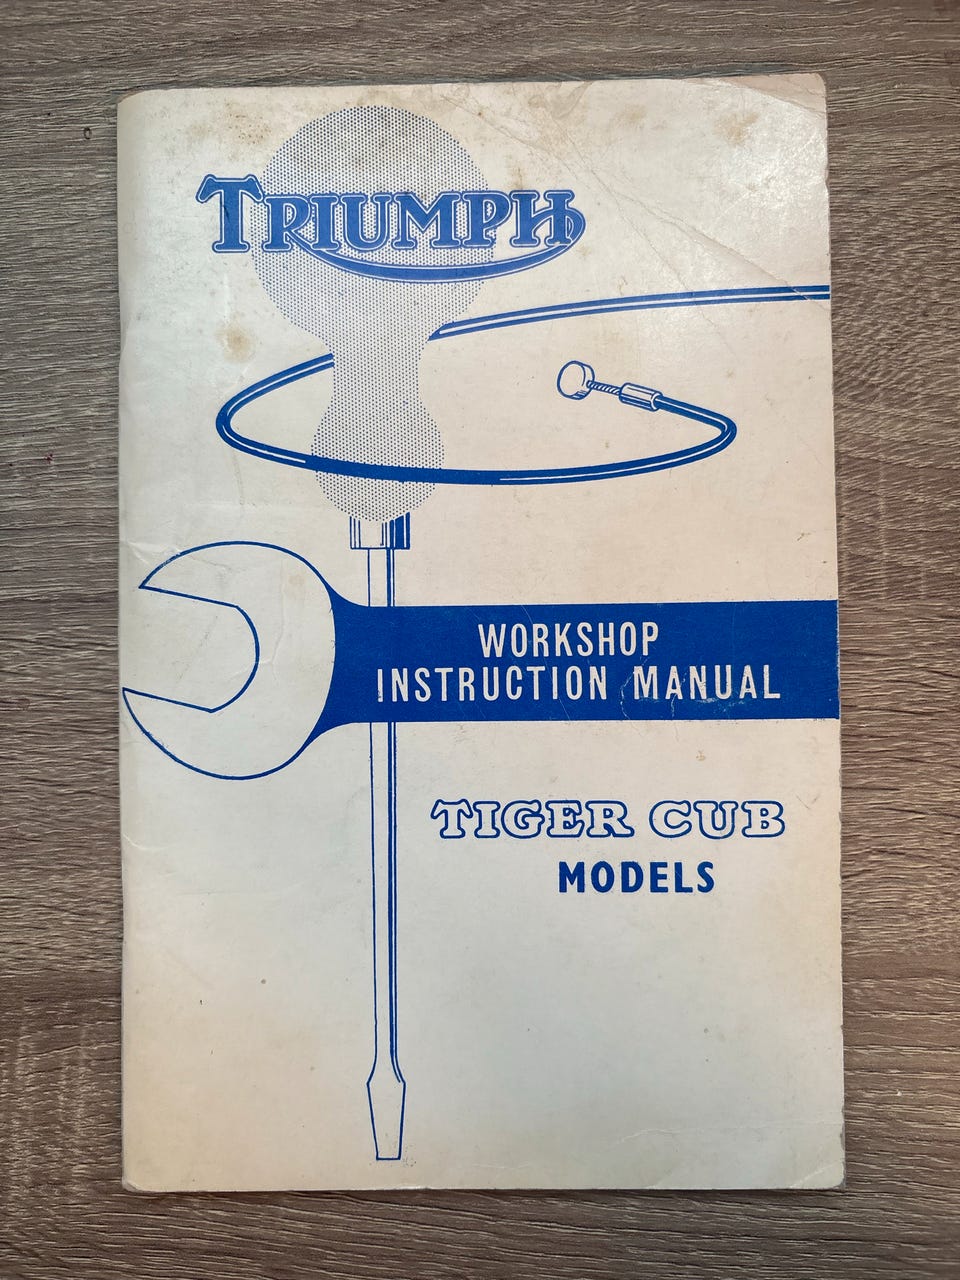 TRIUMPH
WORKSHOP
INSTRUCTION MANUAL
TIGER CUB
MODELS